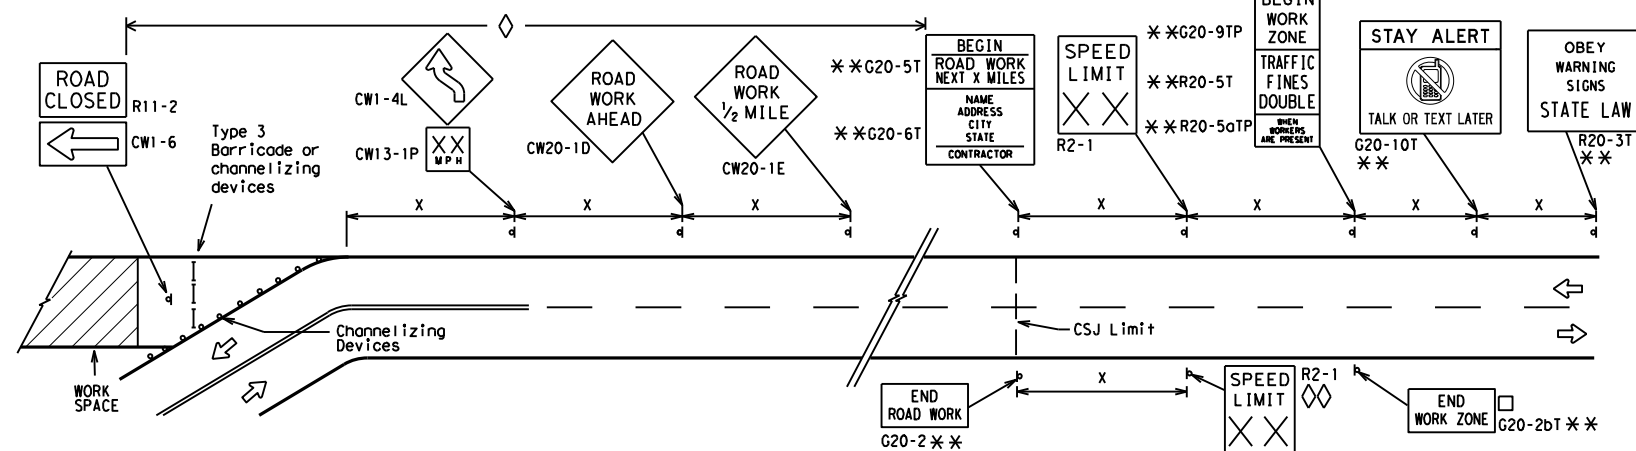 ROAD
CLOSED
R11-2
CW1-6
Type 3
Barricade or
channelizing
devices
CW1-4L
CW13-1P
XX
MPH
ROAD
WORK
AHEAD
CW20-1D
ROAD
WORK
1/2 MILE
CW20-1E
**G20-5T
**G20-6T
BEGIN
ROAD WORK
NEXT X MILES
NAME
ADDRESS
CITY
STATE
CONTRACTOR
SPEED
LIMIT
XX
R2-1
**G20-9TP
**R20-5T
**R20-5aTP
BEGIN
WORK
ZONE
TRAFFIC
FINES
DOUBLE
WHEN
WORKERS
ARE PRESENT
STAY ALERT
TALK OR TEXT LATER
G20-10T
**
OBEY
WARNING
SIGNS
STATE LAW
R20-3T
**
X
X
X
X
X
X
X
Channelizing
Devices
CSJ Limit
WORK
SPACE
END
ROAD WORK
G20-2 **
X
SPEED
LIMIT
XX
R2-1
END
WORK ZONE
G20-2bT **